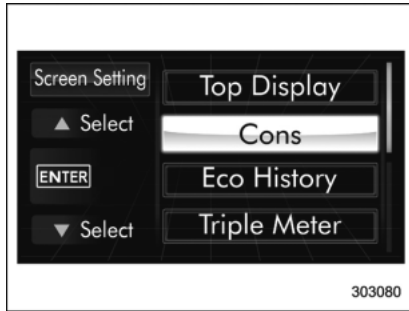 Screen Setting
Top Display
▲ Select
Cons
ENTER
Eco History
▼ Select
Triple Meter
303080